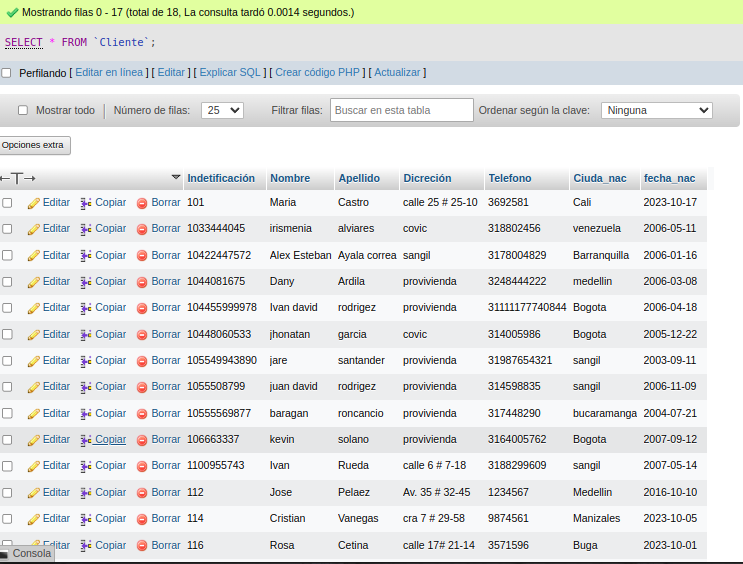 Mostrando filas 0 - 17 (total de 18, La consulta tardó 0.0014 segundos.)
SELECT * FROM `Cliente`;
Perfilando [ Editar en línea ] [ Editar ] [ Explicar SQL ] [ Crear código PHP ] [ Actualizar ]
Mostrar todo Número de filas: 25 Filtrar filas: Buscar en esta tabla Ordenar según la clave: Ninguna
Opciones extra
←T→ Indetificación Nombre Apellido Dicreción Telefono Ciuda_nac fecha_nac
Editar Copiar Borrar 101 Maria Castro calle 25 # 25-10 3692581 Cali 2023-10-17
Editar Copiar Borrar 1033444045 irismenia alviares covic 318802456 venezuela 2006-05-11
Editar Copiar Borrar 10422447572 Alex Esteban Ayala correa sangil 3178004829 Barranquilla 2006-01-16
Editar Copiar Borrar 1044081675 Dany Ardila provivienda 3248444222 medellin 2006-03-08
Editar Copiar Borrar 104455999978 Ivan david rodrigez provivienda 31111177740844 Bogota 2006-04-18
Editar Copiar Borrar 10448060533 jhonatan garcia covic 314005986 Bogota 2005-12-22
Editar Copiar Borrar 105549943890 jare santander provivienda 31987654321 sangil 2003-09-11
Editar Copiar Borrar 1055508799 juan david rodrigez provivienda 314598835 sangil 2006-11-09
Editar Copiar Borrar 10555569877 baragan roncancio provivienda 317448290 bucaramanga 2004-07-21
Editar Copiar Borrar 106663337 kevin solano provivienda 3164005762 Bogota 2007-09-12
Editar Copiar Borrar 1100955743 Ivan Rueda calle 6 # 7-18 3188299609 sangil 2007-05-14
Editar Copiar Borrar 112 Jose Pelaez Av. 35 # 32-45 1234567 Medellin 2016-10-10
Editar Copiar Borrar 114 Cristian Vanegas cra 7 # 29-58 9874561 Manizales 2023-10-05
Editar Copiar Borrar 116 Rosa Cetina calle 17# 21-14 3571596 Buga 2023-10-01
Consola